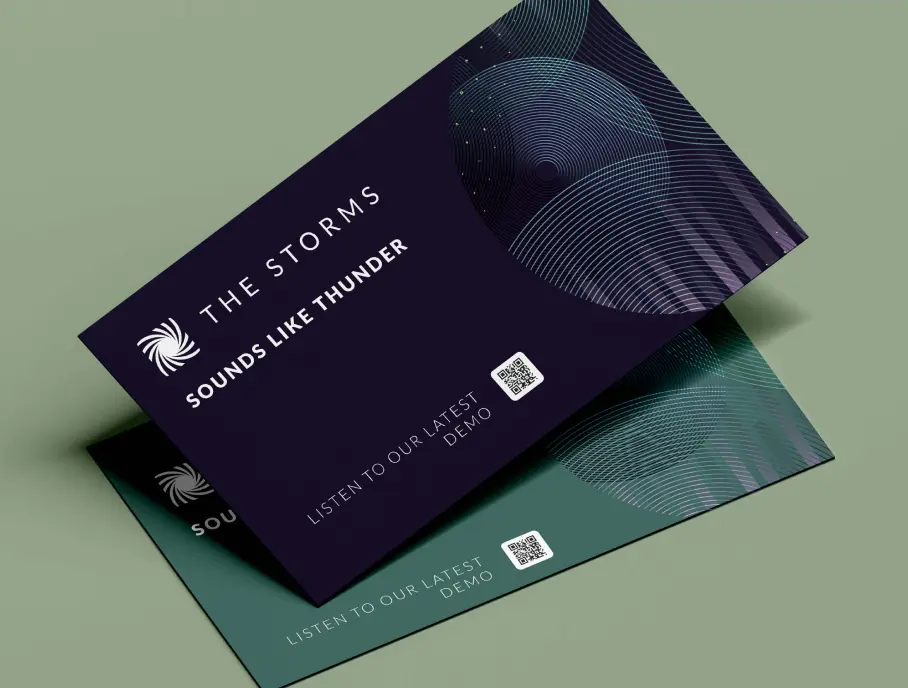 THE STORMS
SOUNDS LIKE THUNDER
LISTEN TO OUR LATEST
DEMO
SOU
LISTEN TO OUR LATEST
DEMO